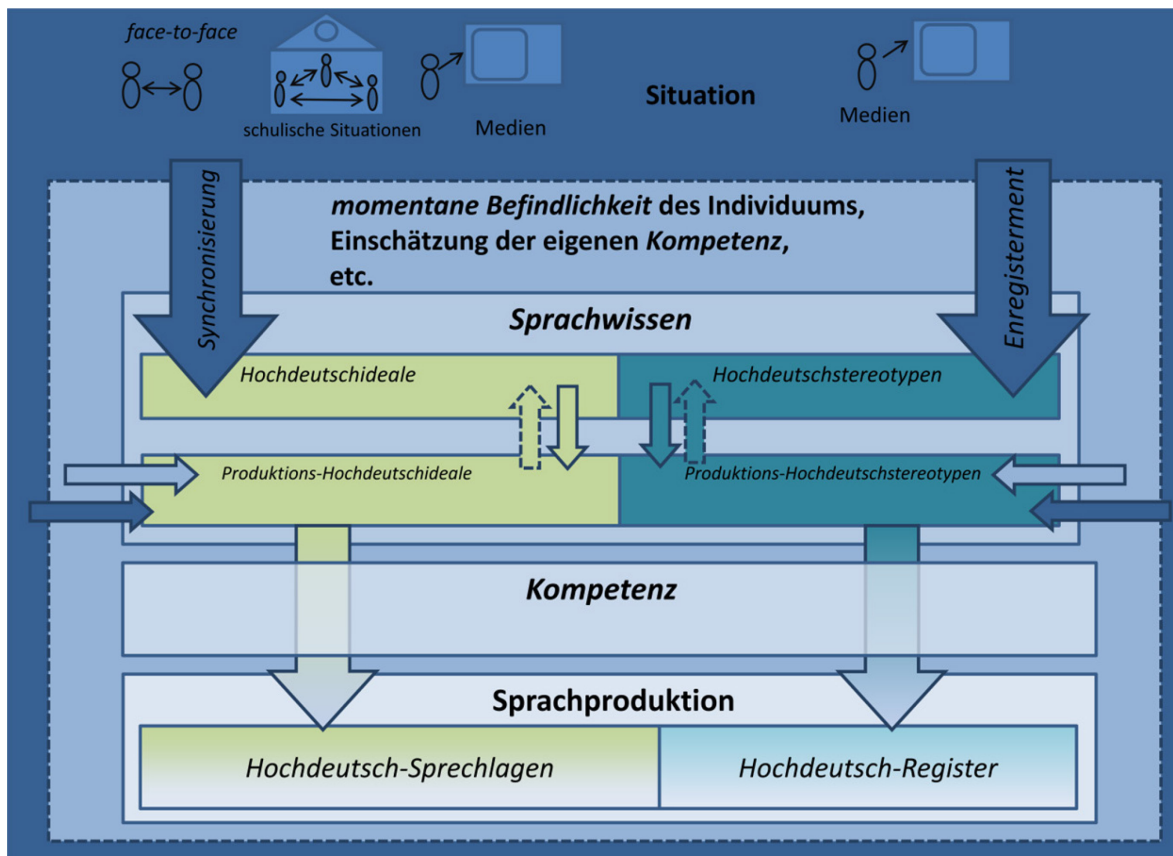 face-to-face
schulische Situationen
Medien
Situation
Medien
Synchronisierung
Enregisterment
momentane Befindlichkeit des Individuums,
Einschätzung der eigenen Kompetenz,
etc.
Sprachwissen
Hochdeutschideale
Hochdeutschstereotypen
Produktions-Hochdeutschideale
Produktions-Hochdeutschstereotypen
Kompetenz
Sprachproduktion
Hochdeutsch-Sprechlagen
Hochdeutsch-Register